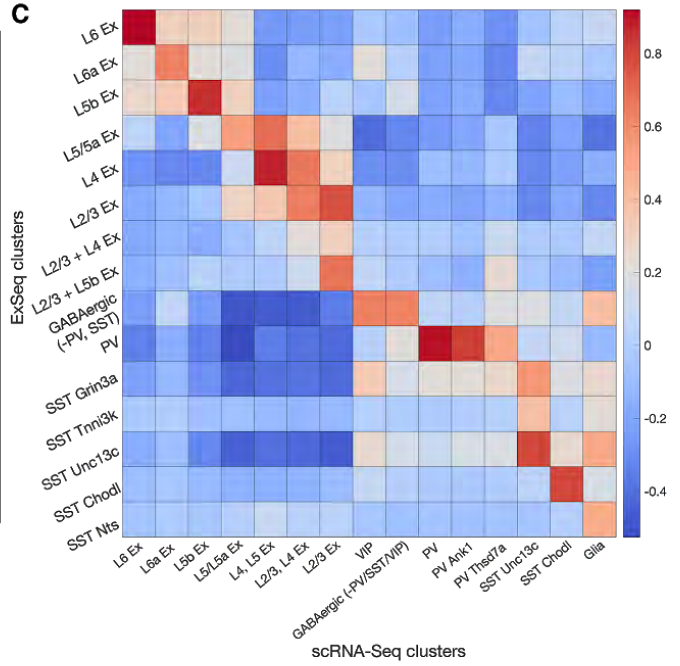 C
L6 Ex
L6a Ex
L5b Ex
L5/5a Ex
L4 Ex
L2/3 Ex
L2/3 + L4 Ex
L2/3 + L5b Ex
GABAergic
(-PV, SST)
PV
SST Grin3a
SST Tnni3k
SST Unc13c
SST Chodl
SST Nts
ExSeq clusters
L6 Ex
L6a Ex
L5b Ex
L5/L5a Ex
L4, L5 Ex
L2/3, L4 Ex
L2/3 Ex
VIP
GABAergic (-PV/SST/VIP)
PV
PV Ank1
PV Thsd7a
SST Unc13c
SST Chodl
Glia
scRNA-Seq clusters
0.8
0.6
0.4
0.2
0
-0.2
-0.4